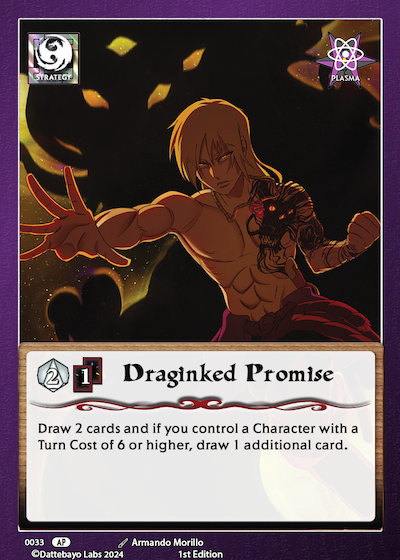 STRATEGY
PLASMA
2
1
Draginked Promise
Draw 2 cards and if you control a Character with a
Turn Cost of 6 or higher, draw 1 additional card.
0033 AP Armando Morillo
©Dattebayo Labs 2024 1st Edition